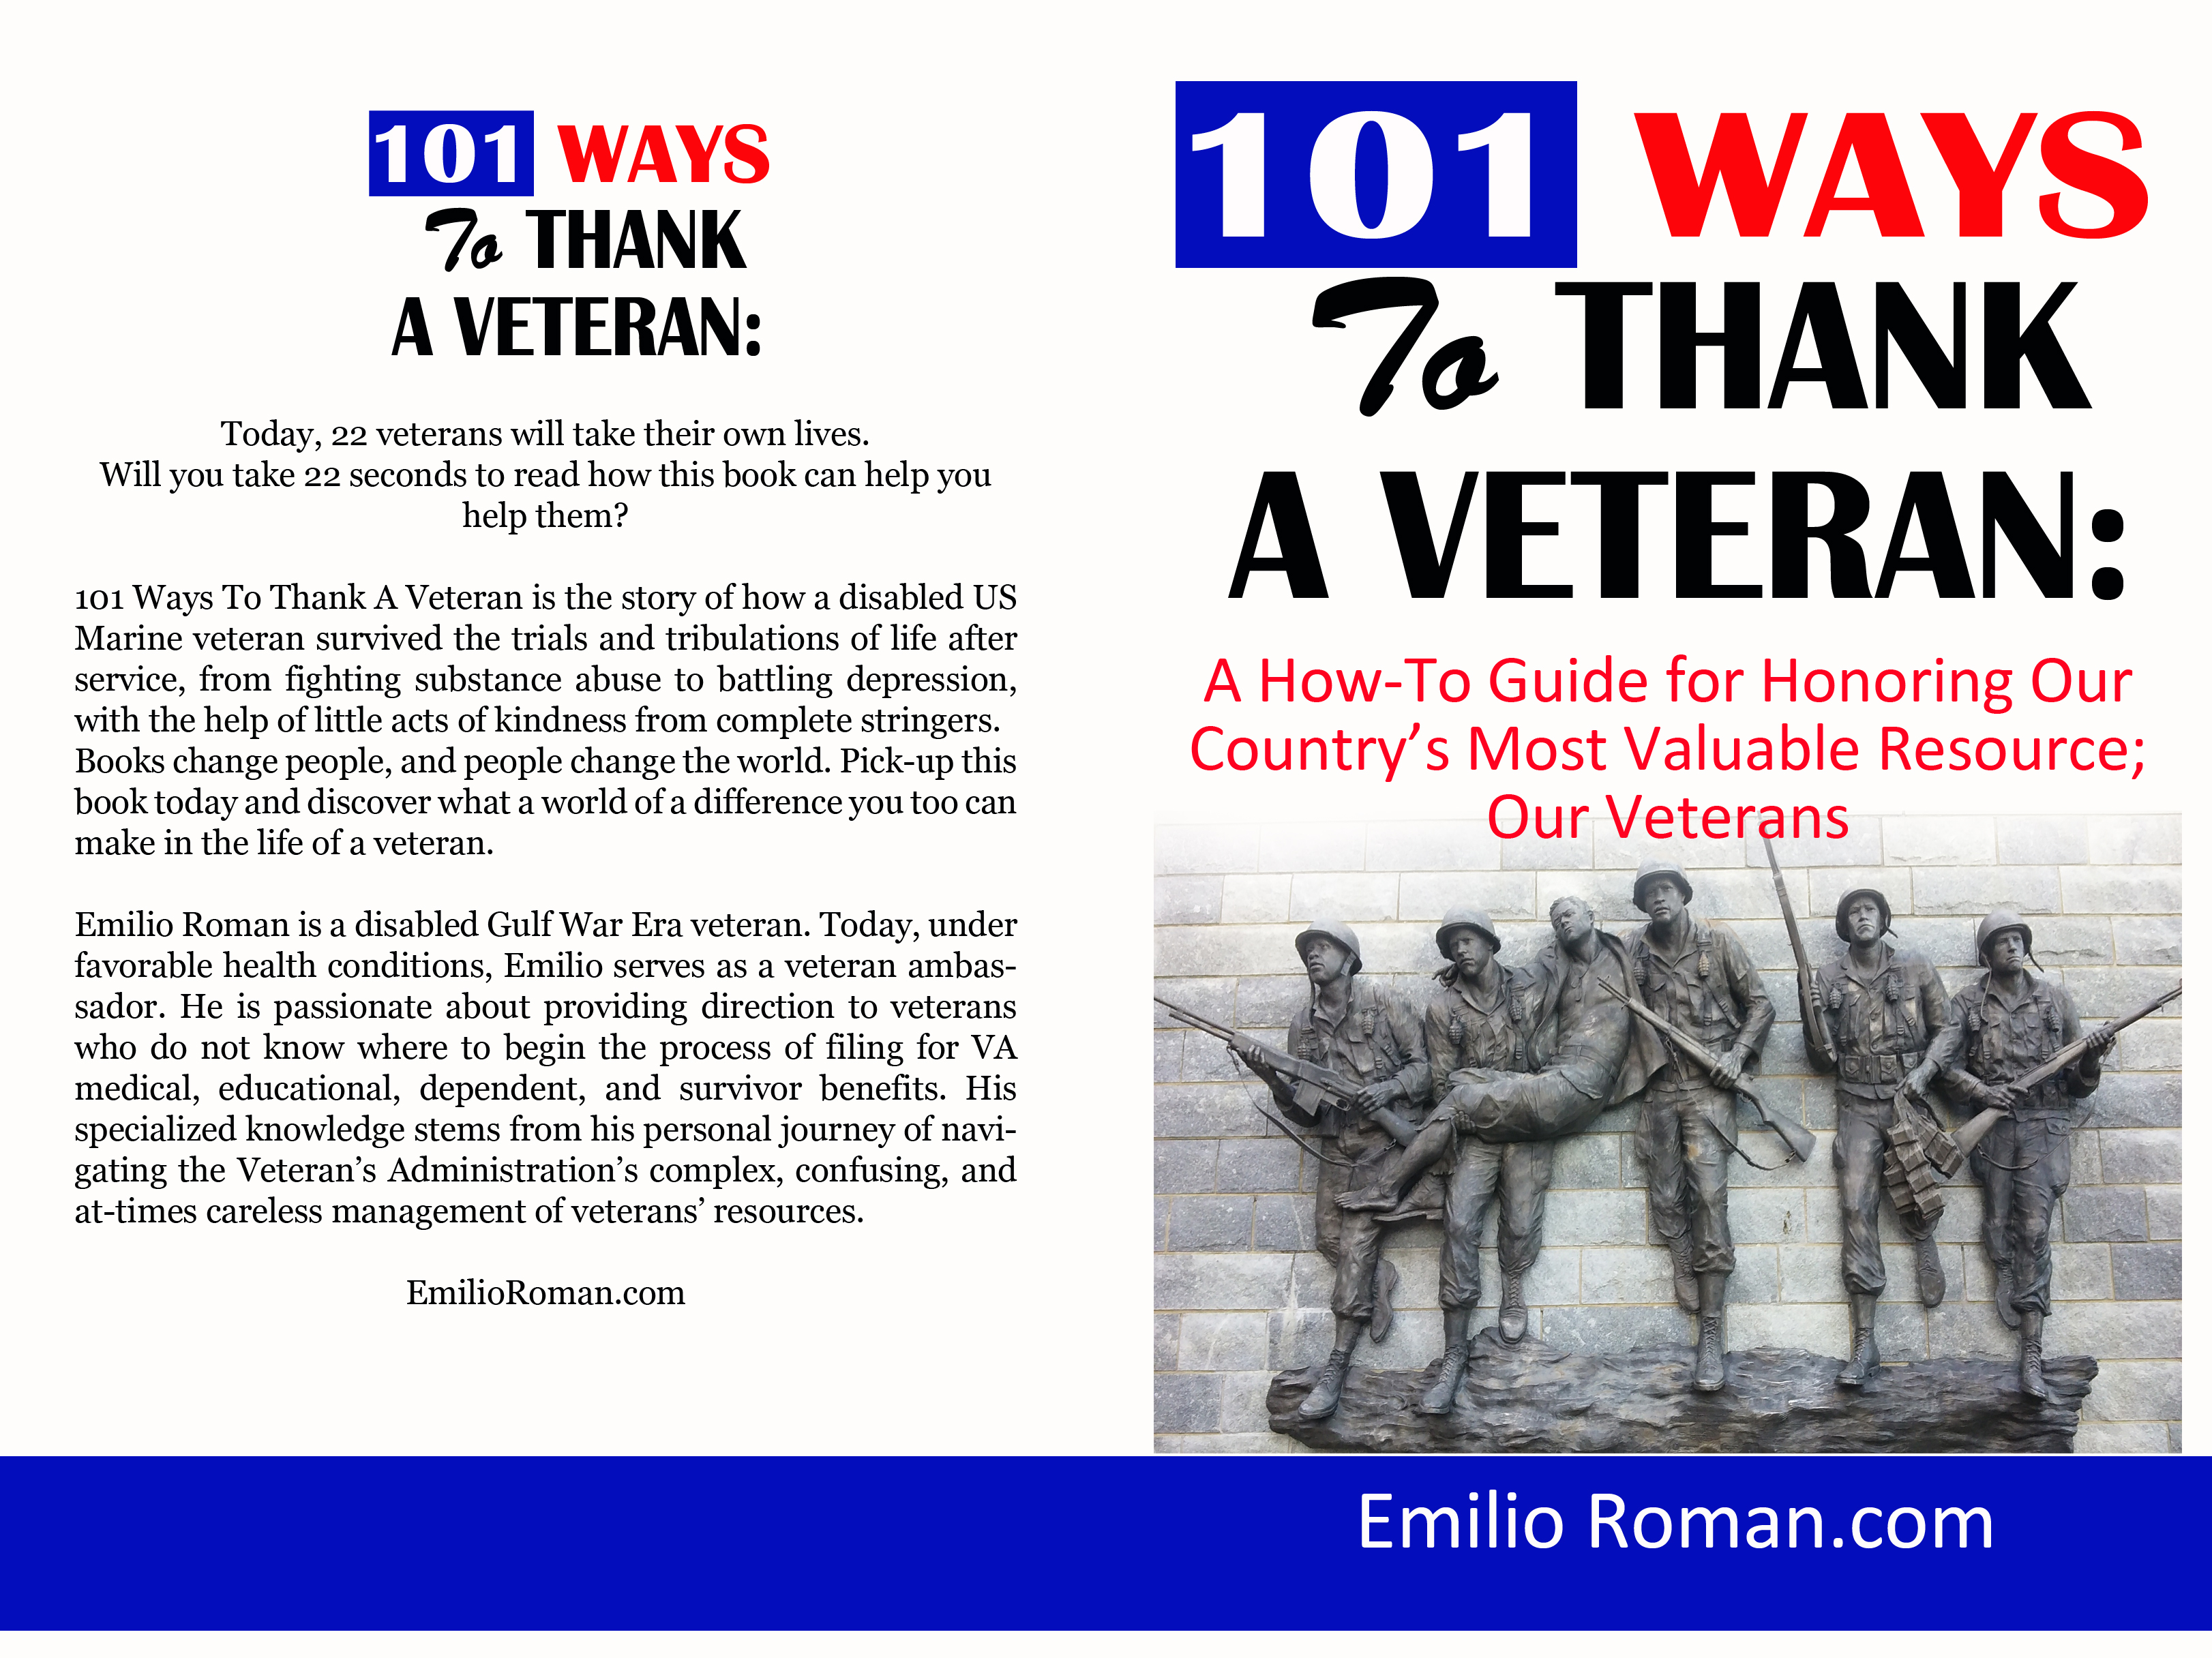 101 WAYS
To THANK
A VETERAN:
Today, 22 veterans will take their own lives.
Will you take 22 seconds to read how this book can help you
help them?
101 Ways To Thank A Veteran is the story of how a disabled US
Marine veteran survived the trials and tribulations of life after
service, from fighting substance abuse to battling depression,
with the help of little acts of kindness from complete stringers.
Books change people, and people change the world. Pick-up this
book today and discover what a world of a difference you too can
make in the life of a veteran.
Emilio Roman is a disabled Gulf War Era veteran. Today, under
favorable health conditions, Emilio serves as a veteran ambas-
sador. He is passionate about providing direction to veterans
who do not know where to begin the process of filing for VA
medical, educational, dependent, and survivor benefits. His
specialized knowledge stems from his personal journey of navi-
gating the Veteran’s Administration’s complex, confusing, and
at-times careless management of veterans’ resources.
EmilioRoman.com
101 WAYS
To THANK
A VETERAN:
A How-To Guide for Honoring Our
Country’s Most Valuable Resource;
Our Veterans
Emilio Roman.com